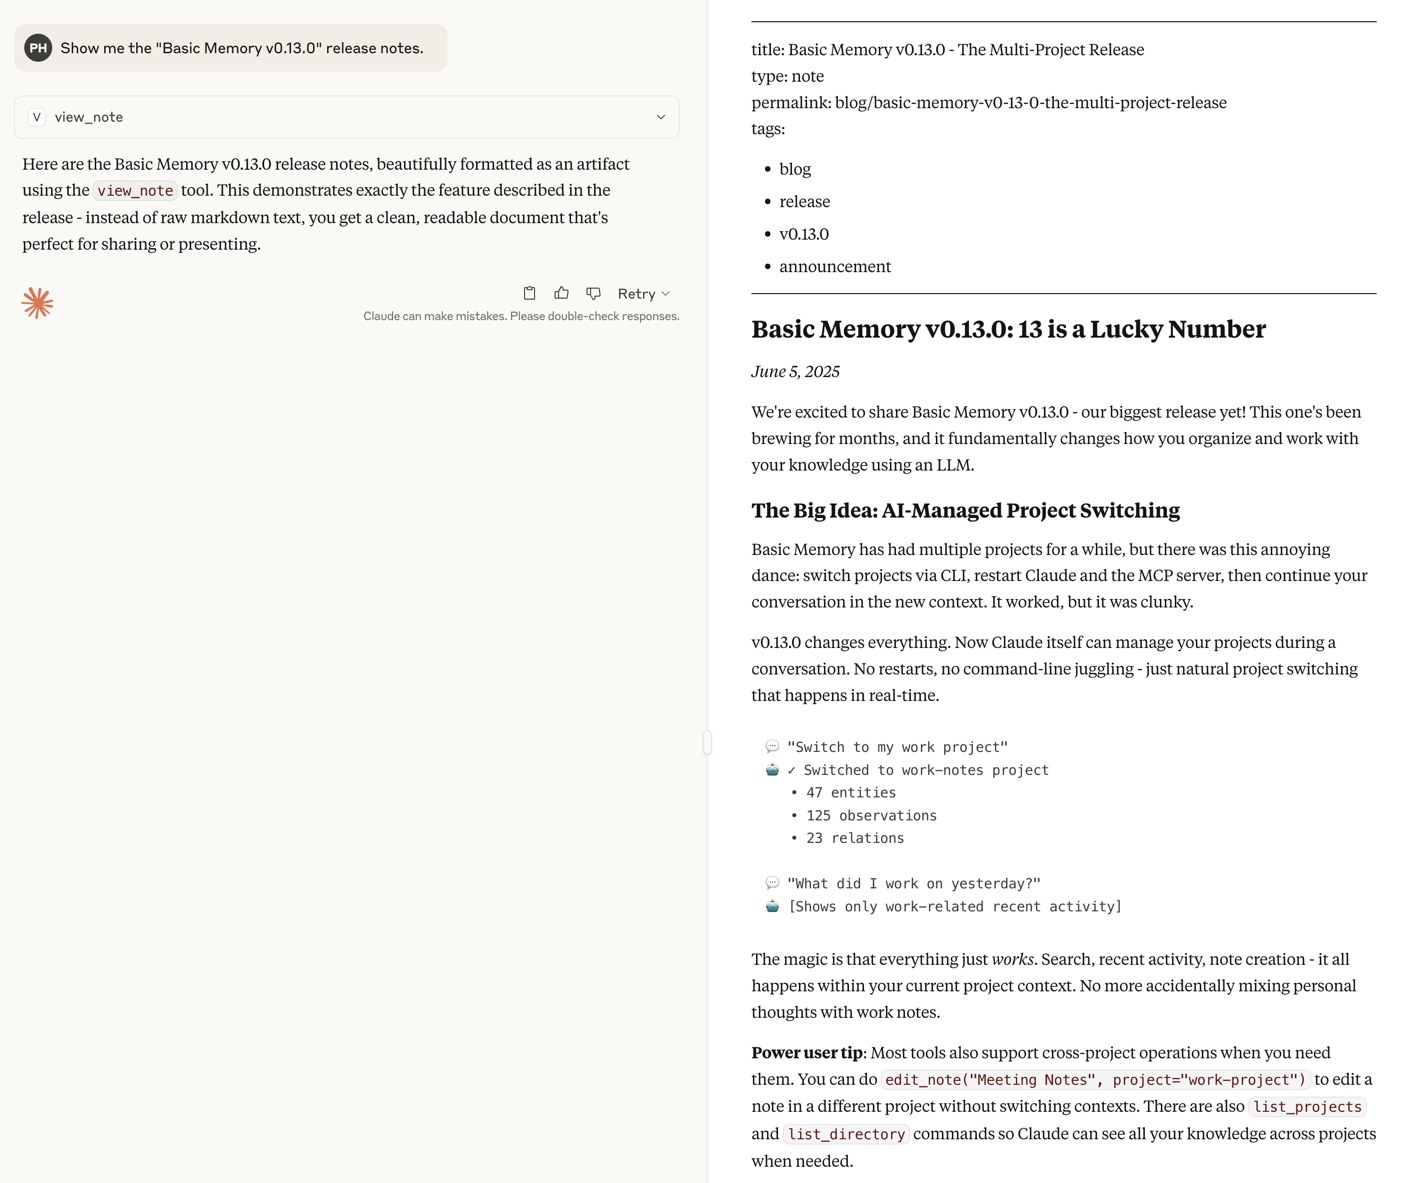 PH Show me the "Basic Memory v0.13.0" release notes.
V view_note
Here are the Basic Memory v0.13.0 release notes, beautifully formatted as an artifact
using the view_note tool. This demonstrates exactly the feature described in the
release - instead of raw markdown text, you get a clean, readable document that's
perfect for sharing or presenting.
Retry
Claude can make mistakes. Please double-check responses.
title: Basic Memory v0.13.0 - The Multi-Project Release
type: note
permalink: blog/basic-memory-v0-13-0-the-multi-project-release
tags:
• blog
• release
• v0.13.0
• announcement
Basic Memory v0.13.0: 13 is a Lucky Number
June 5, 2025
We're excited to share Basic Memory v0.13.0 - our biggest release yet! This one's been
brewing for months, and it fundamentally changes how you organize and work with
your knowledge using an LLM.
The Big Idea: AI-Managed Project Switching
Basic Memory has had multiple projects for a while, but there was this annoying
dance: switch projects via CLI, restart Claude and the MCP server, then continue your
conversation in the new context. It worked, but it was clunky.
v0.13.0 changes everything. Now Claude itself can manage your projects during a
conversation. No restarts, no command-line juggling - just natural project switching
that happens in real-time.
💬 "Switch to my work project"
🤖 ✓ Switched to work-notes project
• 47 entities
• 125 observations
• 23 relations
💬 "What did I work on yesterday?"
🤖 [Shows only work-related recent activity]
The magic is that everything just works. Search, recent activity, note creation - it all
happens within your current project context. No more accidentally mixing personal
thoughts with work notes.
Power user tip: Most tools also support cross-project operations when you need
them. You can do edit_note("Meeting Notes", project="work-project") to edit a
note in a different project without switching contexts. There are also list_projects
and list_directory commands so Claude can see all your knowledge across projects
when needed.